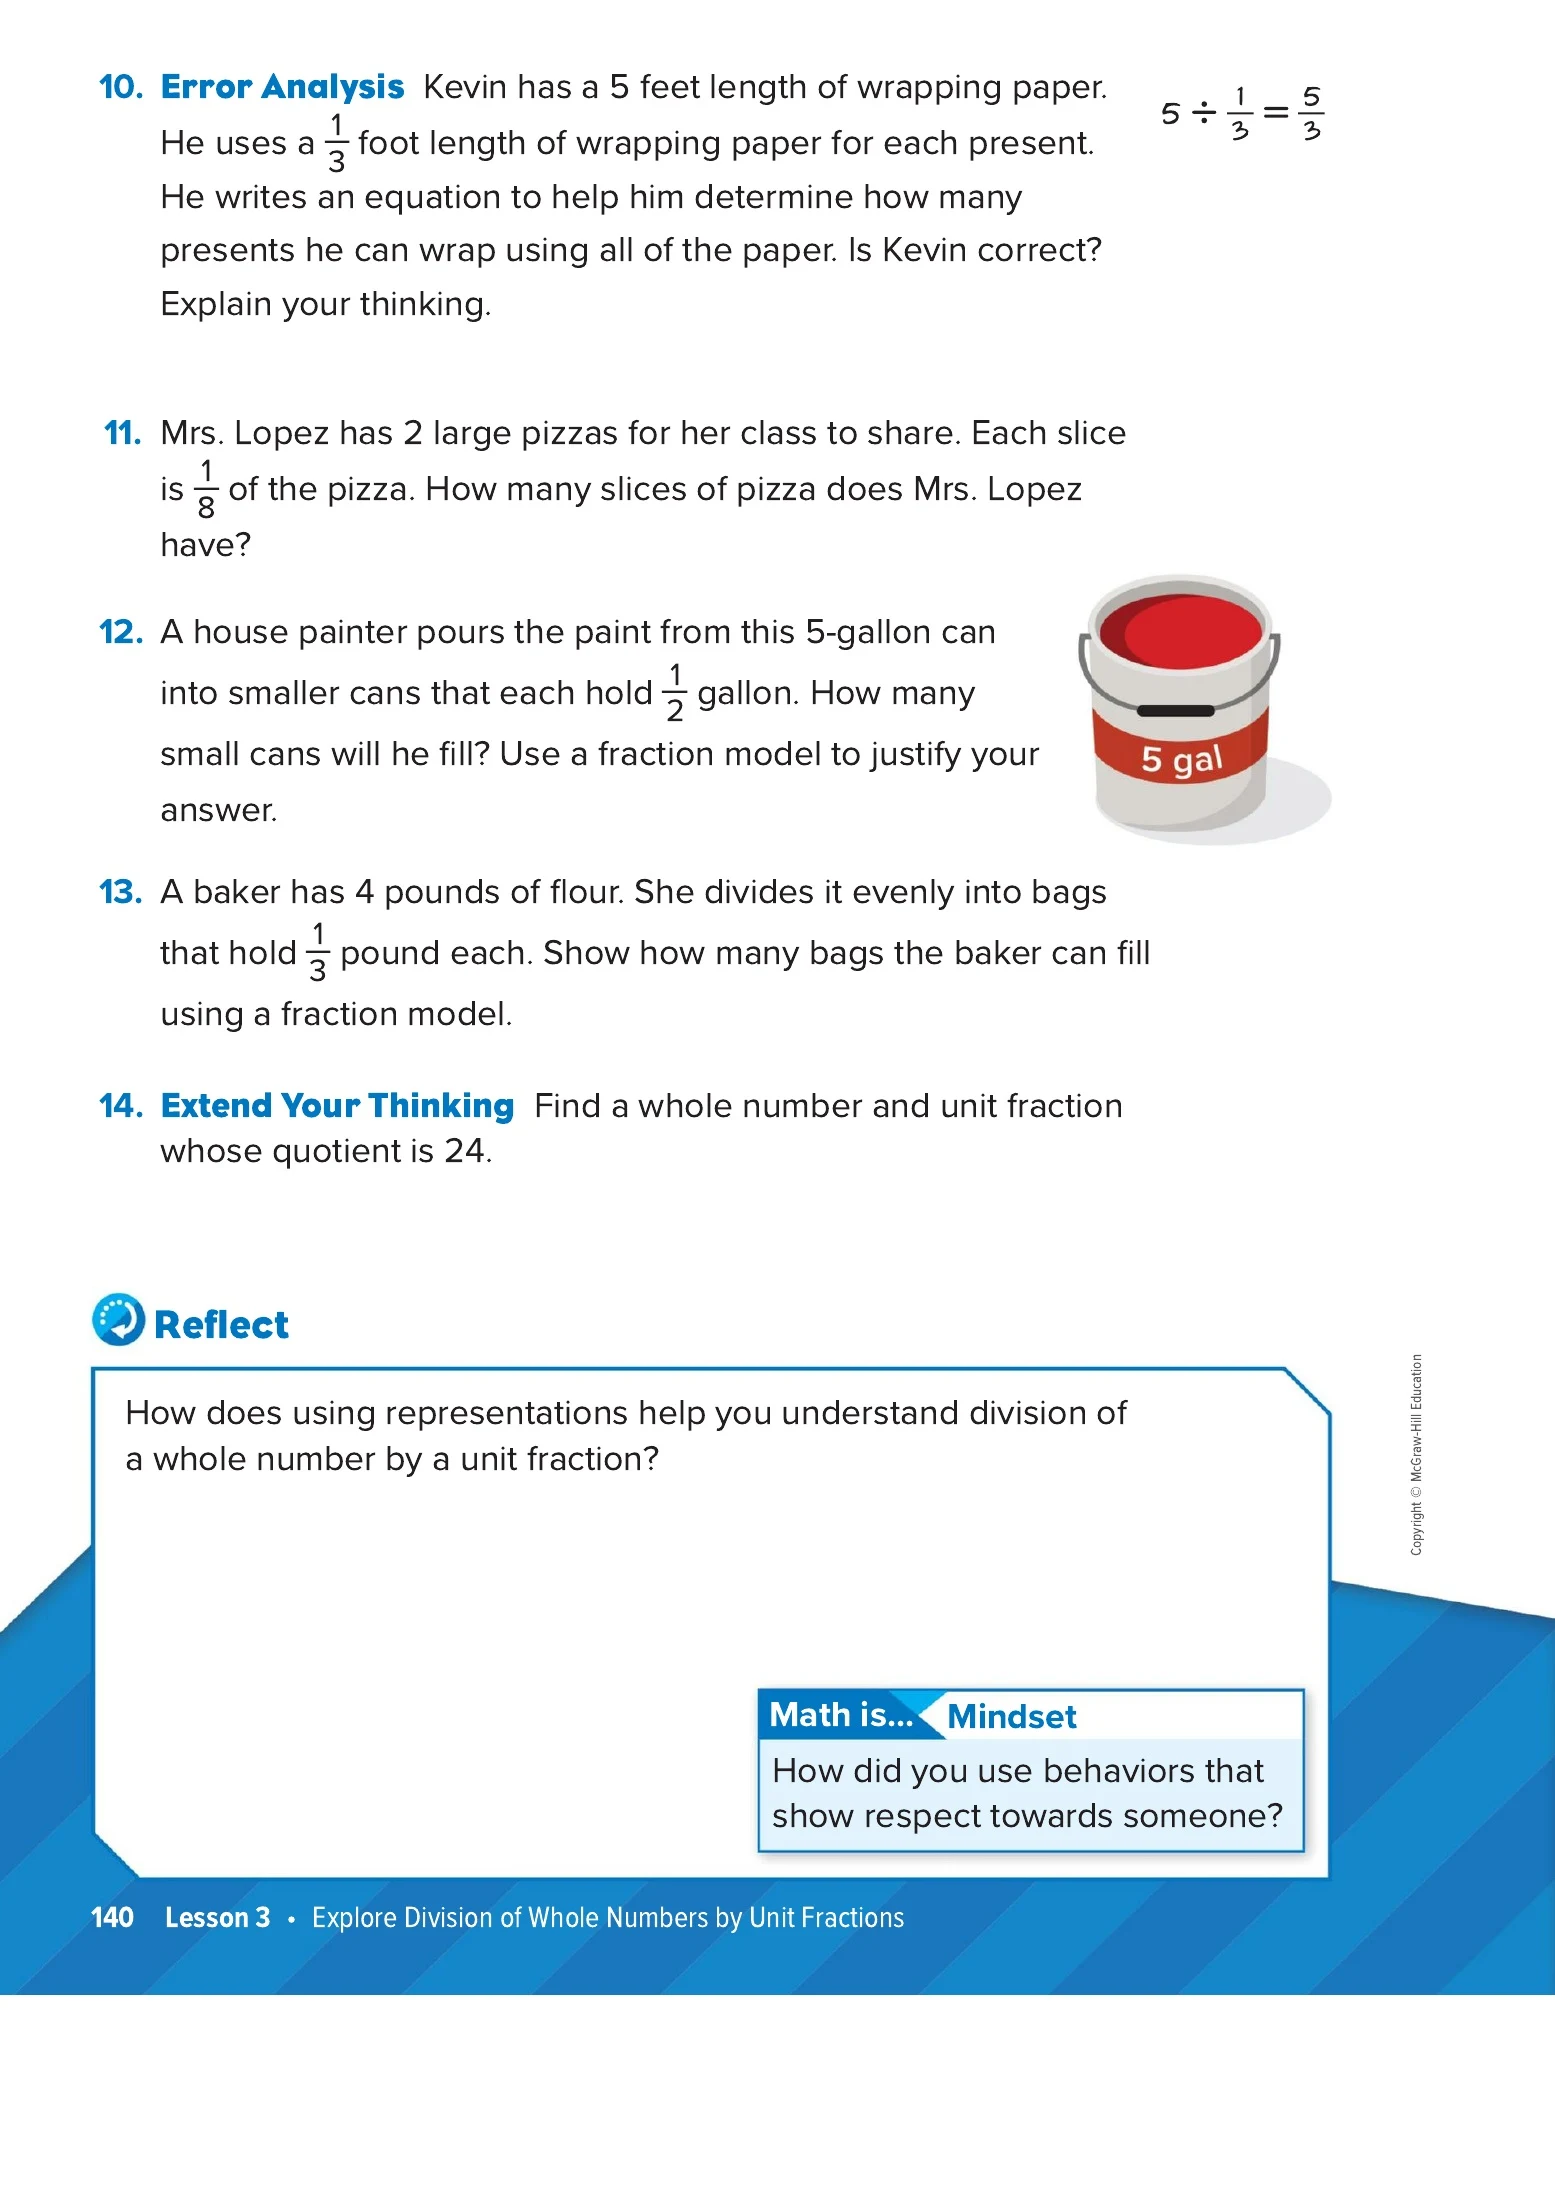 10. Error Analysis Kevin has a 5 feet length of wrapping paper.
He uses a 1/3 foot length of wrapping paper for each present.
He writes an equation to help him determine how many
presents he can wrap using all of the paper. Is Kevin correct?
Explain your thinking.
5 ÷ 1/3 = 5/3
11. Mrs. Lopez has 2 large pizzas for her class to share. Each slice
is 1/8 of the pizza. How many slices of pizza does Mrs. Lopez
have?
12. A house painter pours the paint from this 5-gallon can
into smaller cans that each hold 1/2 gallon. How many
small cans will he fill? Use a fraction model to justify your
answer.
5 gal
13. A baker has 4 pounds of flour. She divides it evenly into bags
that hold 1/3 pound each. Show how many bags the baker can fill
using a fraction model.
14. Extend Your Thinking Find a whole number and unit fraction
whose quotient is 24.
Reflect
How does using representations help you understand division of
a whole number by a unit fraction?
Math is... Mindset
How did you use behaviors that
show respect towards someone?
Copyright © McGraw-Hill Education
140 Lesson 3 • Explore Division of Whole Numbers by Unit Fractions